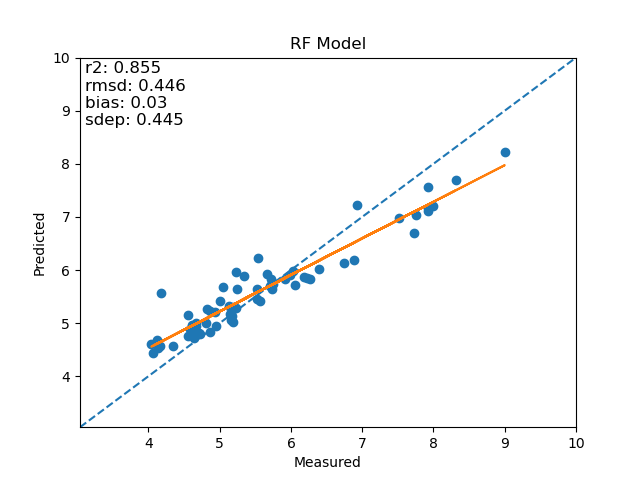 RF Model
r2: 0.855
rmsd: 0.446
bias: 0.03
sdep: 0.445
10
9
8
7
6
5
4
Predicted
4 5 6 7 8 9 10
Measured